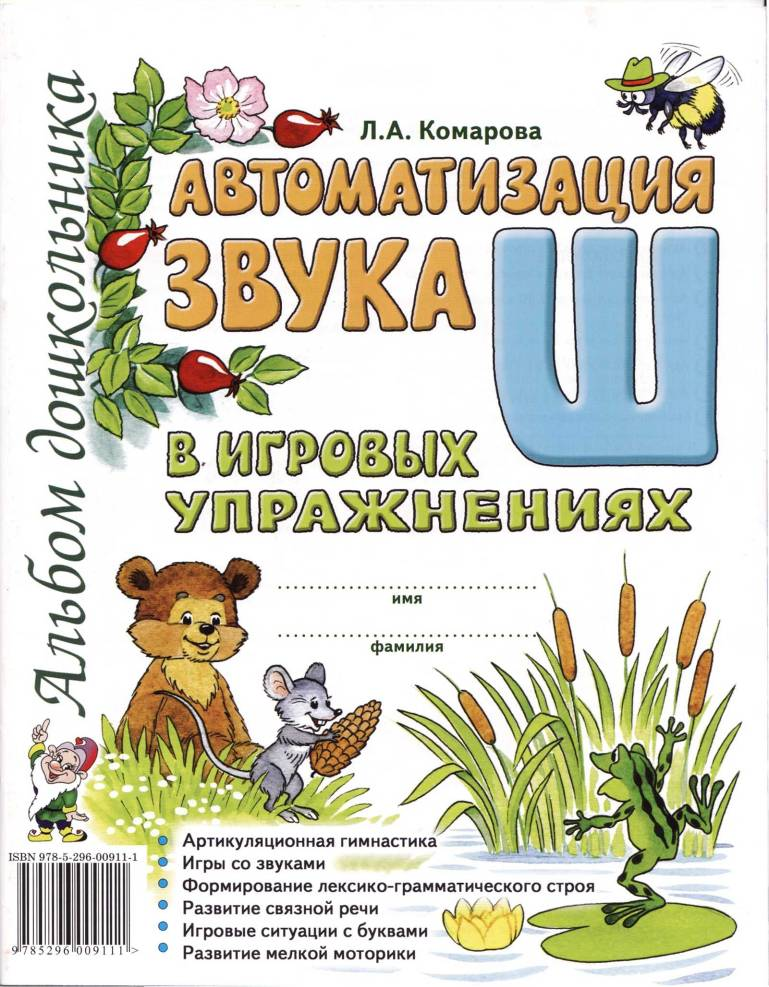 Альбом дошкольника
Л.А. Комарова
АВТОМАТИЗАЦИЯ
ЗВУКА Ш
В ИГРОВЫХ
УПРАЖНЕНИЯХ
имя
фамилия
• Артикуляционная гимнастика
• Игры со звуками
• Формирование лексико-грамматического строя
• Развитие связной речи
• Игровые ситуации с буквами
• Развитие мелкой моторики
ISBN 978-5-296-00911-1
9 785296 009111 >